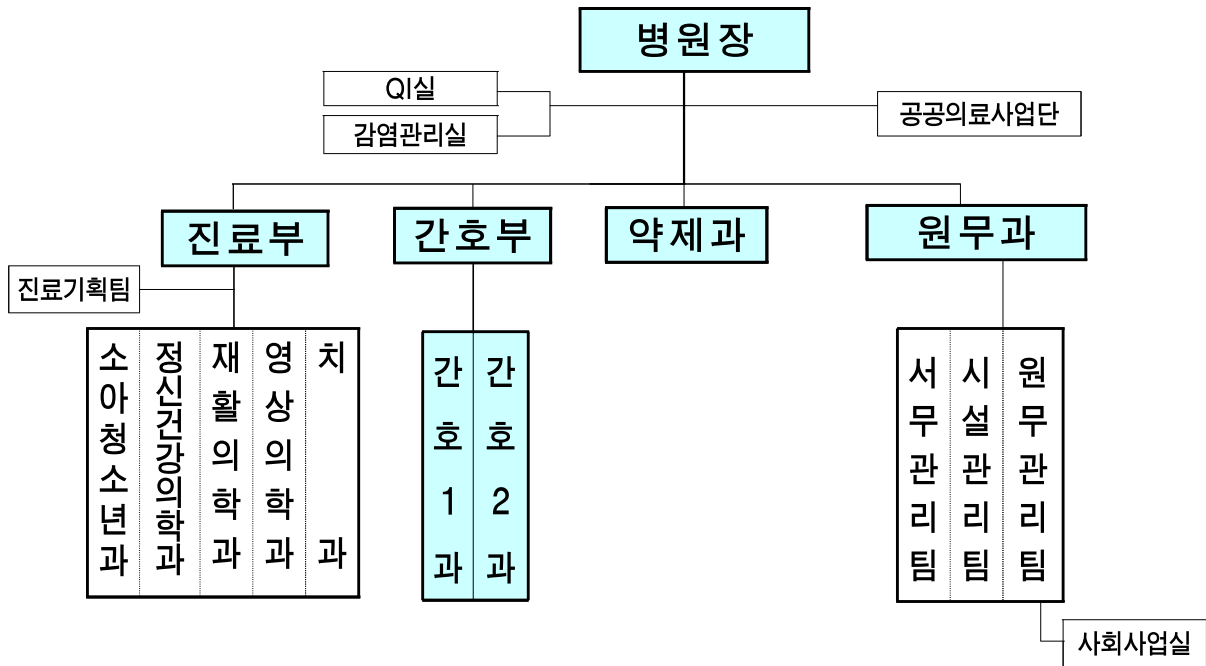 병원장
QI실
감염관리실
공공의료사업단
진료부
간호부
약제과
원무과
진료기획팀
소아청소년과
정신건강의학과
재활의학과
영상의학과
치과
간호1과
간호2과
서무관리팀
시설관리팀
원무관리팀
사회사업실